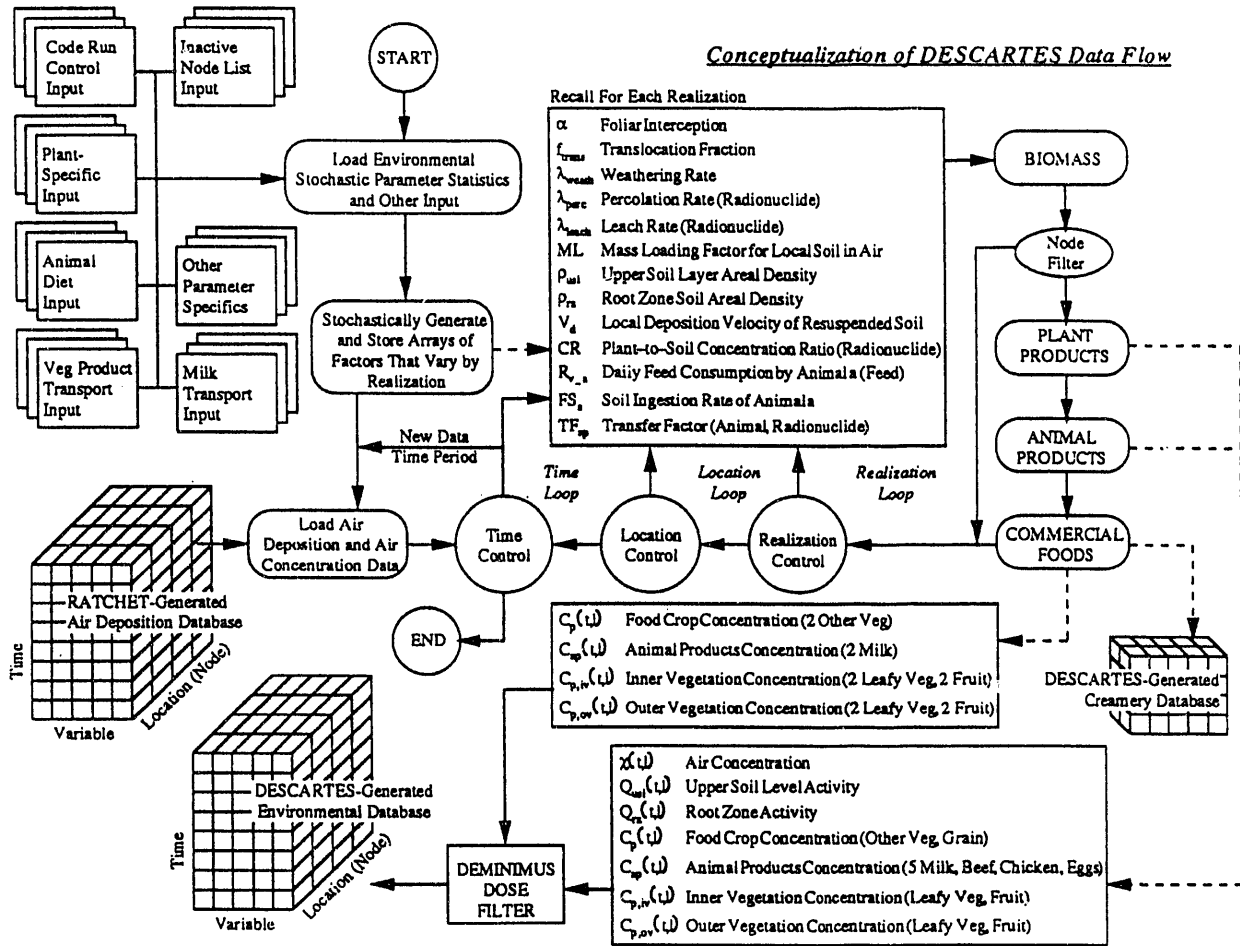 Conceptualization of DESCARTES Data Flow
Code Run
Control
Input
Inactive
Node List
Input
Plant-
Specific
Input
Animal
Diet
Input
Other
Parameter
Specifics
Veg Product
Transport
Input
Milk
Transport
Input
START
Load Environmental
Stochastic Parameter Statistics
and Other Input
Stochastically Generate
and Store Arrays of
Factors That Vary by
Realization
New Data
Time Period
Recall For Each Realization
α Foliar Interception
f_trans Translocation Fraction
λ_weath Weathering Rate
λ_perc Percolation Rate (Radionuclide)
λ_leach Leach Rate (Radionuclide)
ML Mass Loading Factor for Local Soil in Air
ρ_usl Upper Soil Layer Areal Density
ρ_rz Root Zone Soil Areal Density
V_d Local Deposition Velocity of Resuspended Soil
CR Plant-to-Soil Concentration Ratio (Radionuclide)
R_v_a Daily Feed Consumption by Animala (Feed)
FS_a Soil Ingestion Rate of Animala
TF_ap Transfer Factor (Animal, Radionuclide)
BIOMASS
Node
Filter
PLANT
PRODUCTS
ANIMAL
PRODUCTS
COMMERCIAL
FOODS
Time
Loop
Location
Loop
Realization
Loop
Load Air
Deposition and Air
Concentration Data
Time
Control
Location
Control
Realization
Control
END
RATCHET-Generated
Air Deposition Database
Time
Variable
Location (Node)
C_p(t,l) Food Crop Concentration (2 Other Veg)
C_ap(t,l) Animal Products Concentration (2 Milk)
C_p,iv(t,l) Inner Vegetation Concentration (2 Leafy Veg, 2 Fruit)
C_p,ov(t,l) Outer Vegetation Concentration (2 Leafy Veg, 2 Fruit)
DESCARTES-Generated
Creamery Database
DESCARTES-Generated
Environmental Database
Time
Variable
Location (Node)
DEMINIMUS
DOSE
FILTER
χ(t,l) Air Concentration
Q_usl(t,l) Upper Soil Level Activity
Q_rz(t,l) Root Zone Activity
C_p(t,l) Food Crop Concentration (Other Veg, Grain)
C_ap(t,l) Animal Products Concentration (5 Milk, Beef, Chicken, Eggs)
C_p,iv(t,l) Inner Vegetation Concentration (Leafy Veg, Fruit)
C_p,ov(t,l) Outer Vegetation Concentration (Leafy Veg, Fruit)